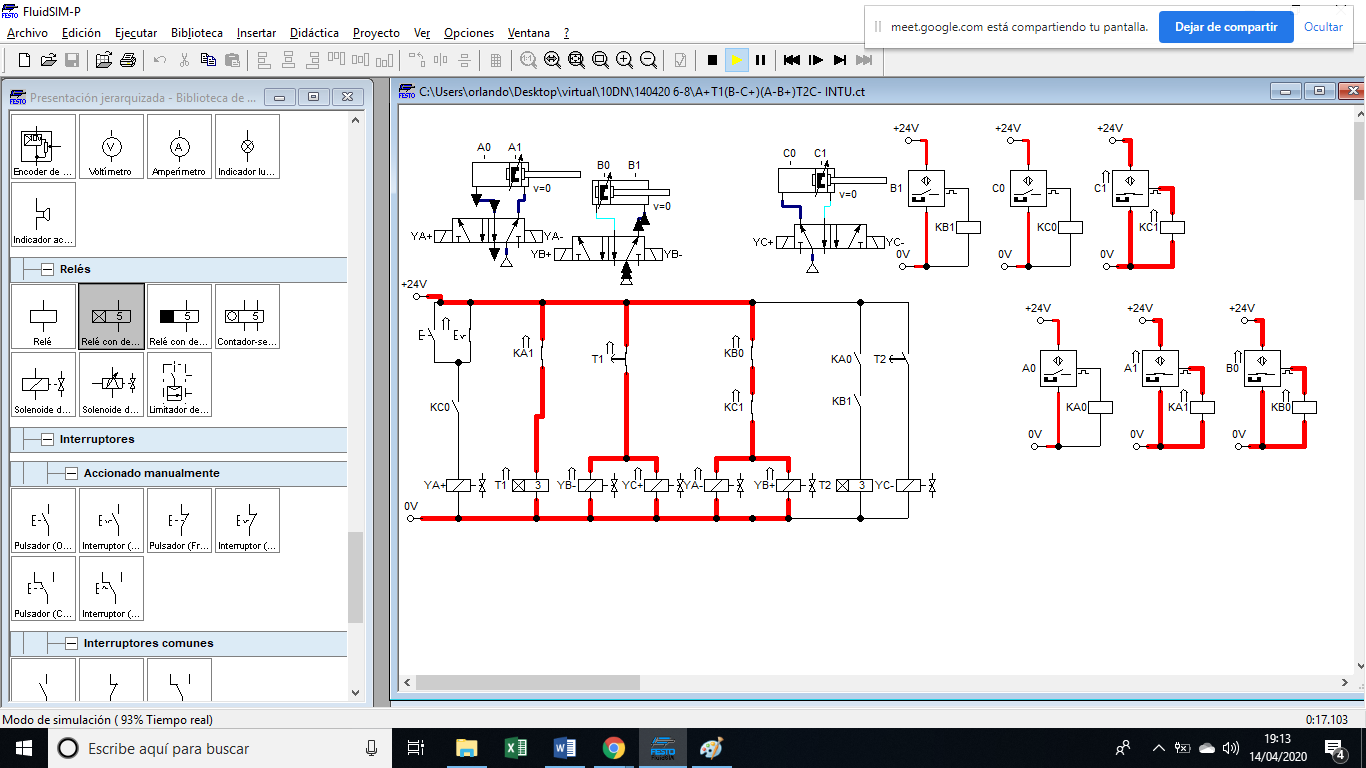 FluidSIM-P
meet.google.com está compartiendo tu pantalla.
Dejar de compartir
Ocultar
Archivo Edición Ejecutar Biblioteca Insertar Didáctica Proyecto Ver Opciones Ventana ?
Presentación jerarquizada - Biblioteca de ...
C:\Users\orlando\Desktop\virtual\10DN\140420 6-8\A+T1(B-C+)(A-B+)T2C- INTU.ct
Encoder de ...
Voltímetro
Amperímetro
Indicador lu...
Indicador ac...
Relés
Relé
Relé con de...
Relé con de...
Contador-se...
Solenoide d...
Solenoide d...
Limitador de...
Interruptores
Accionado manualmente
Pulsador (O...
Interruptor (...
Pulsador (Fr...
Interruptor (...
Pulsador (C...
Interruptor (...
Interruptores comunes
A0 A1
v=0
YA+ YA-
B0 B1
v=0
YB+ YB-
C0 C1
v=0
YC+ YC-
+24V +24V +24V
B1 C0 C1
KB1 KC0 KC1
0V 0V 0V
+24V
KA1 T1 KB0 KA0 T2
KC0 KC1 KB1
YA+ T1 3 YB- YC+ YA- YB+ T2 3 YC-
0V
+24V +24V +24V
A0 A1 B0
KA0 KA1 KB0
0V 0V 0V
Modo de simulación ( 93% Tiempo real)
0:17.103
Escribe aquí para buscar
19:13
14/04/2020
4